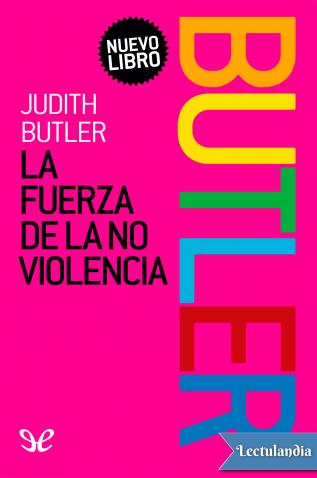 NUEVO
LIBRO
JUDITH
BUTLER
LA
FUERZA
DE LA NO
VIOLENCIA
BUTLER
Lectulandia